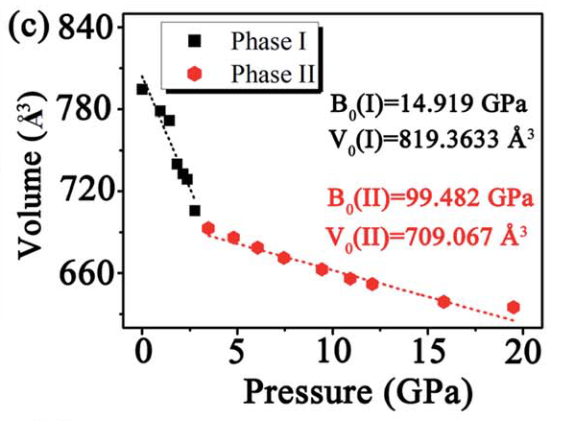 (c)
Volume (Å³)
840
780
720
660
Phase I
Phase II
B₀(I)=14.919 GPa
V₀(I)=819.3633 Å³
B₀(II)=99.482 GPa
V₀(II)=709.067 Å³
0 5 10 15 20
Pressure (GPa)